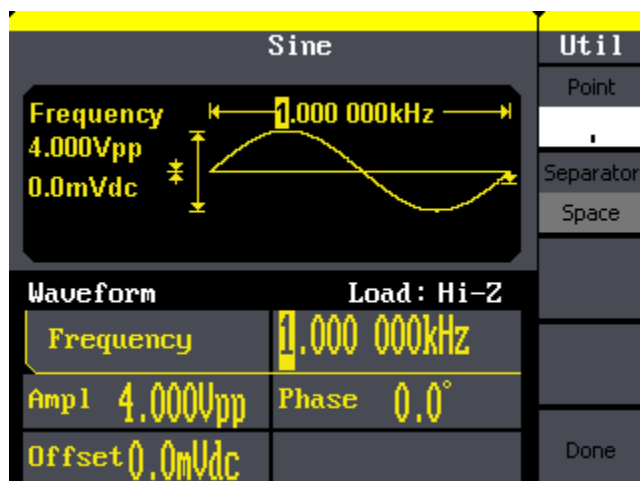 Sine
Util
Point
.
Separator
Space
Done
Frequency
1.000 000kHz
4.000Vpp
0.0mVdc
Waveform
Load: Hi-Z
Frequency
1.000 000kHz
Ampl 4.000Vpp
Phase 0.0°
Offset 0.0mVdc